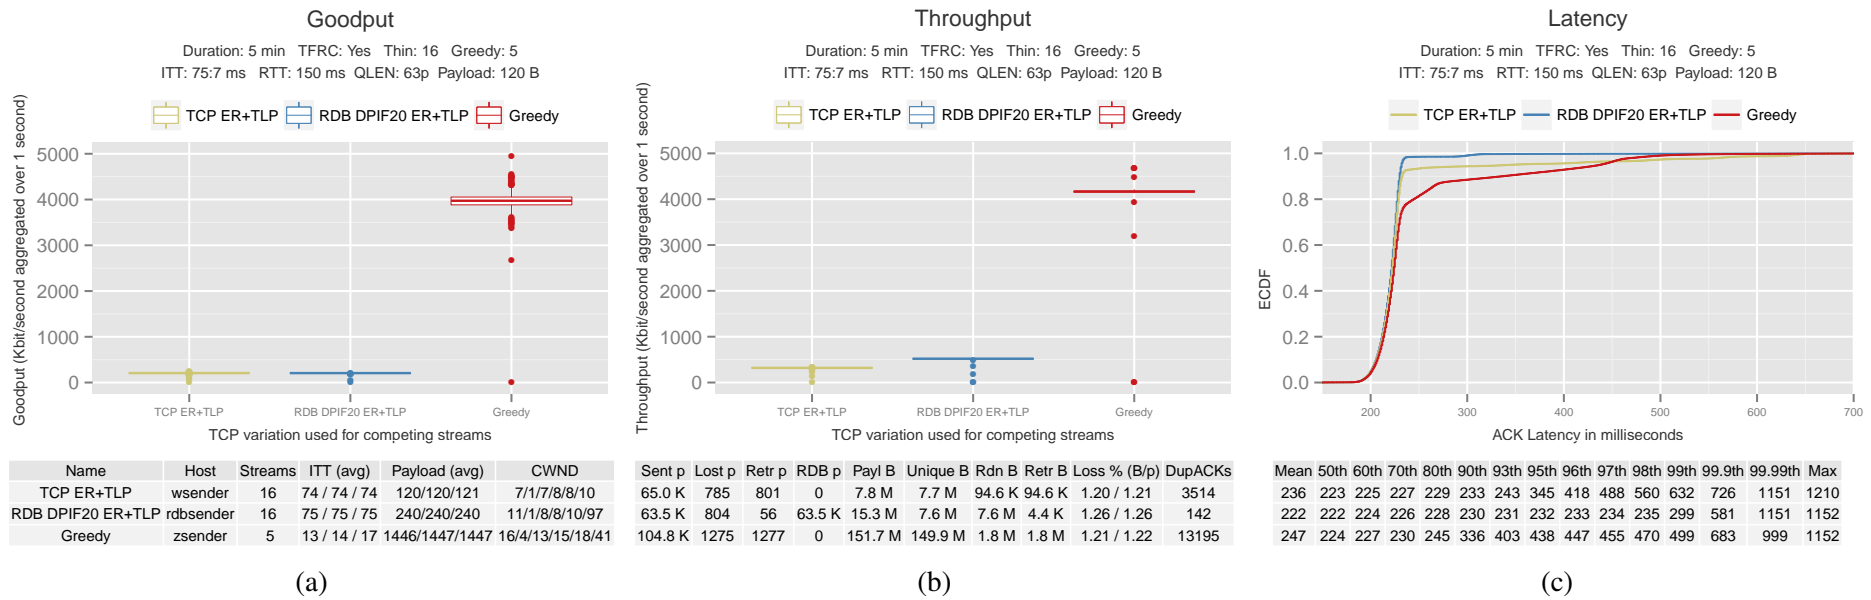 Goodput
Duration: 5 min TFRC: Yes Thin: 16 Greedy: 5
ITT: 75:7 ms RTT: 150 ms QLEN: 63p Payload: 120 B
TCP ER+TLP RDB DPIF20 ER+TLP Greedy
Goodput (Kbit/second aggregated over 1 second)
5000
4000
3000
2000
1000
0
TCP ER+TLP RDB DPIF20 ER+TLP Greedy
TCP variation used for competing streams
Name Host Streams ITT (avg) Payload (avg) CWND
TCP ER+TLP wsender 16 74 / 74 / 74 120/120/121 7/1/7/8/8/10
RDB DPIF20 ER+TLP rdbsender 16 75 / 75 / 75 240/240/240 11/1/8/8/10/97
Greedy zsender 5 13 / 14 / 17 1446/1447/1447 16/4/13/15/18/41
(a)
Throughput
Duration: 5 min TFRC: Yes Thin: 16 Greedy: 5
ITT: 75:7 ms RTT: 150 ms QLEN: 63p Payload: 120 B
TCP ER+TLP RDB DPIF20 ER+TLP Greedy
Throughput (Kbit/second aggregated over 1 second)
5000
4000
3000
2000
1000
0
TCP ER+TLP RDB DPIF20 ER+TLP Greedy
TCP variation used for competing streams
Sent p Lost p Retr p RDB p Payl B Unique B Rdn B Retr B Loss % (B/p) DupACKs
65.0 K 785 801 0 7.8 M 7.7 M 94.6 K 94.6 K 1.20 / 1.21 3514
63.5 K 804 56 63.5 K 15.3 M 7.6 M 7.6 M 4.4 K 1.26 / 1.26 142
104.8 K 1275 1277 0 151.7 M 149.9 M 1.8 M 1.8 M 1.21 / 1.22 13195
(b)
Latency
Duration: 5 min TFRC: Yes Thin: 16 Greedy: 5
ITT: 75:7 ms RTT: 150 ms QLEN: 63p Payload: 120 B
TCP ER+TLP RDB DPIF20 ER+TLP Greedy
ECDF
1.0
0.8
0.6
0.4
0.2
0.0
200 300 400 500 600 700
ACK Latency in milliseconds
Mean 50th 60th 70th 80th 90th 93th 95th 96th 97th 98th 99th 99.9th 99.99th Max
236 223 225 227 229 233 243 345 418 488 560 632 726 1151 1210
222 222 224 226 228 230 231 232 233 234 235 299 581 1151 1152
247 224 227 230 245 336 403 438 447 455 470 499 683 999 1152
(c)